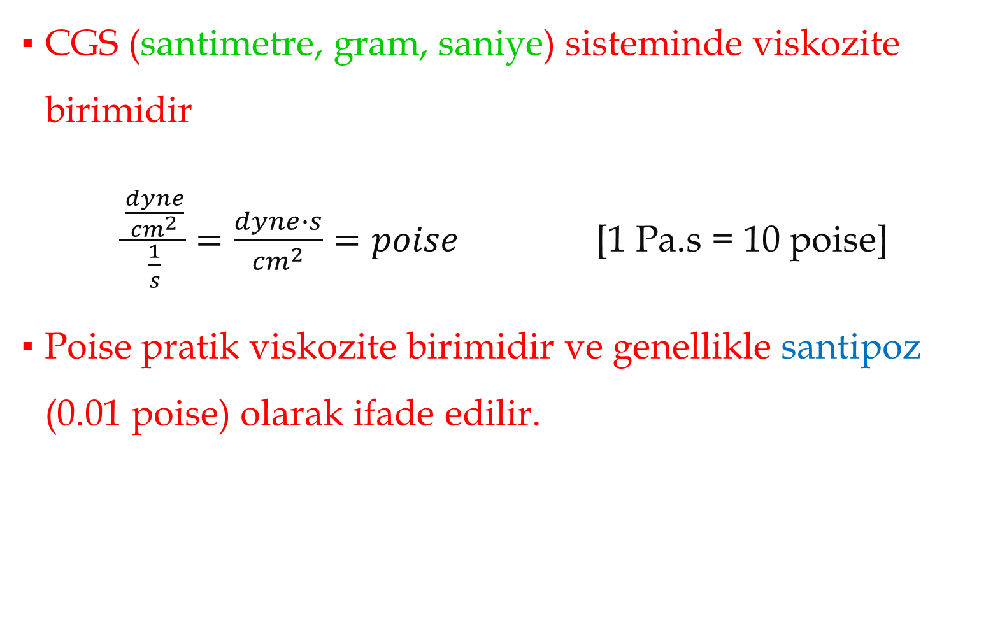 ▪ CGS (santimetre, gram, saniye) sisteminde viskozite
birimidir
$\frac{\frac{dyne}{cm^2}}{\frac{1}{s}} = \frac{dyne \cdot s}{cm^2} = poise$ [1 Pa.s = 10 poise]
▪ Poise pratik viskozite birimidir ve genellikle santipoz
(0.01 poise) olarak ifade edilir.